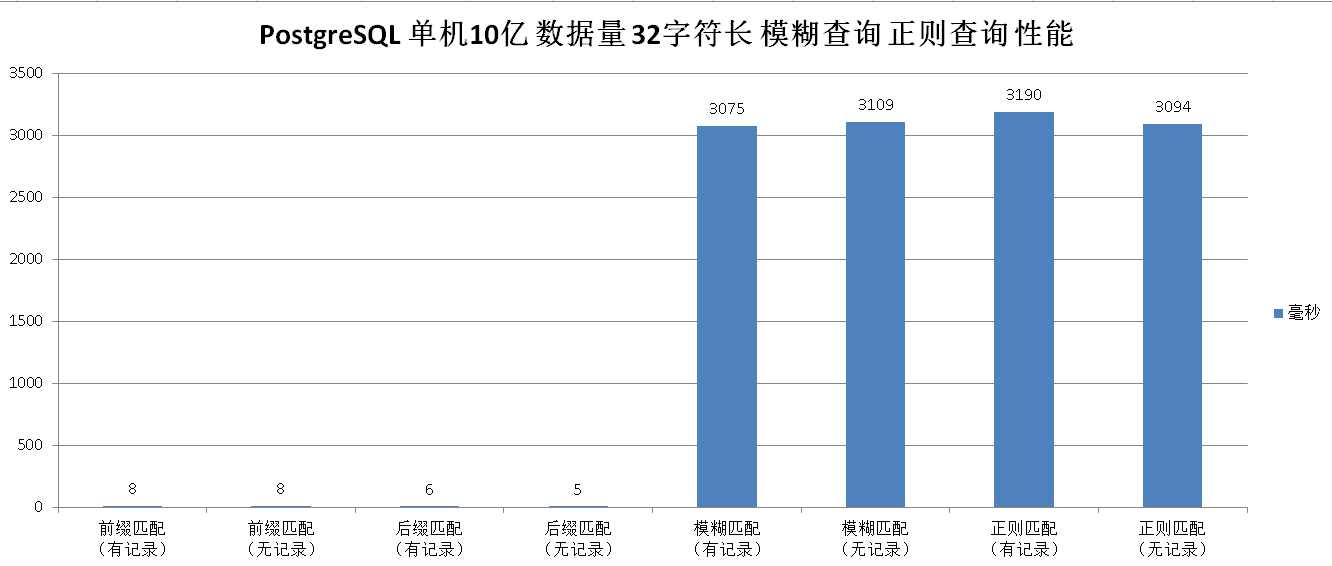 PostgreSQL 单机10亿 数据量 32字符长 模糊查询 正则查询 性能
3500
3000
2500
2000
1500
1000
500
0
8
8
6
5
3075
3109
3190
3094
前缀匹配
（有记录）
前缀匹配
（无记录）
后缀匹配
（有记录）
后缀匹配
（无记录）
模糊匹配
（有记录）
模糊匹配
（无记录）
正则匹配
（有记录）
正则匹配
（无记录）
毫秒